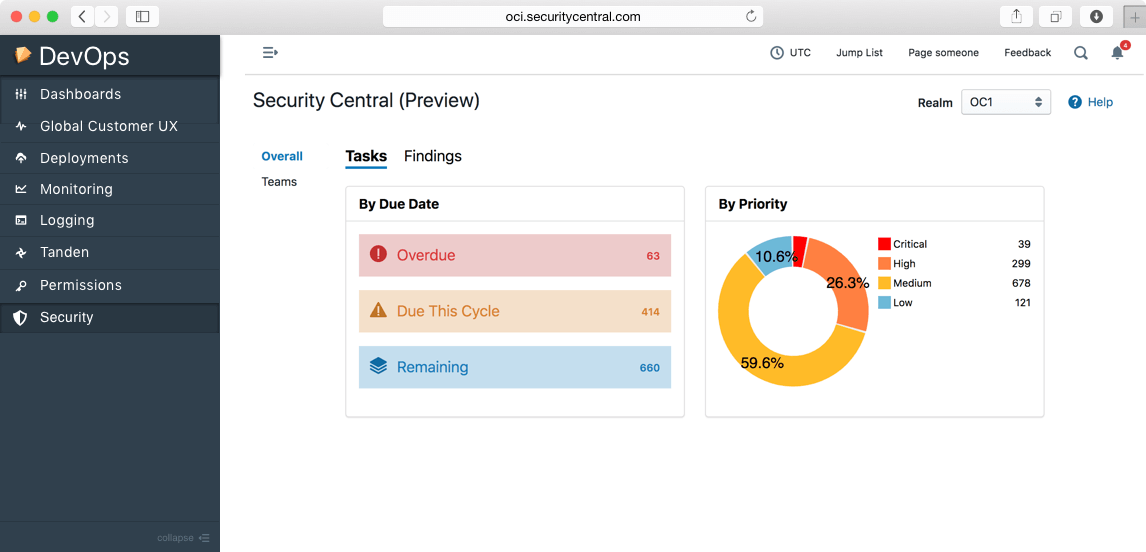 oci.securitycentral.com
DevOps
Dashboards
Global Customer UX
Deployments
Monitoring
Logging
Tanden
Permissions
Security
collapse
UTC Jump List Page someone Feedback 4
Security Central (Preview)
Realm OC1 Help
Overall
Teams
Tasks Findings
By Due Date
Overdue 63
Due This Cycle 414
Remaining 660
By Priority
10.6%
26.3%
59.6%
Critical 39
High 299
Medium 678
Low 121